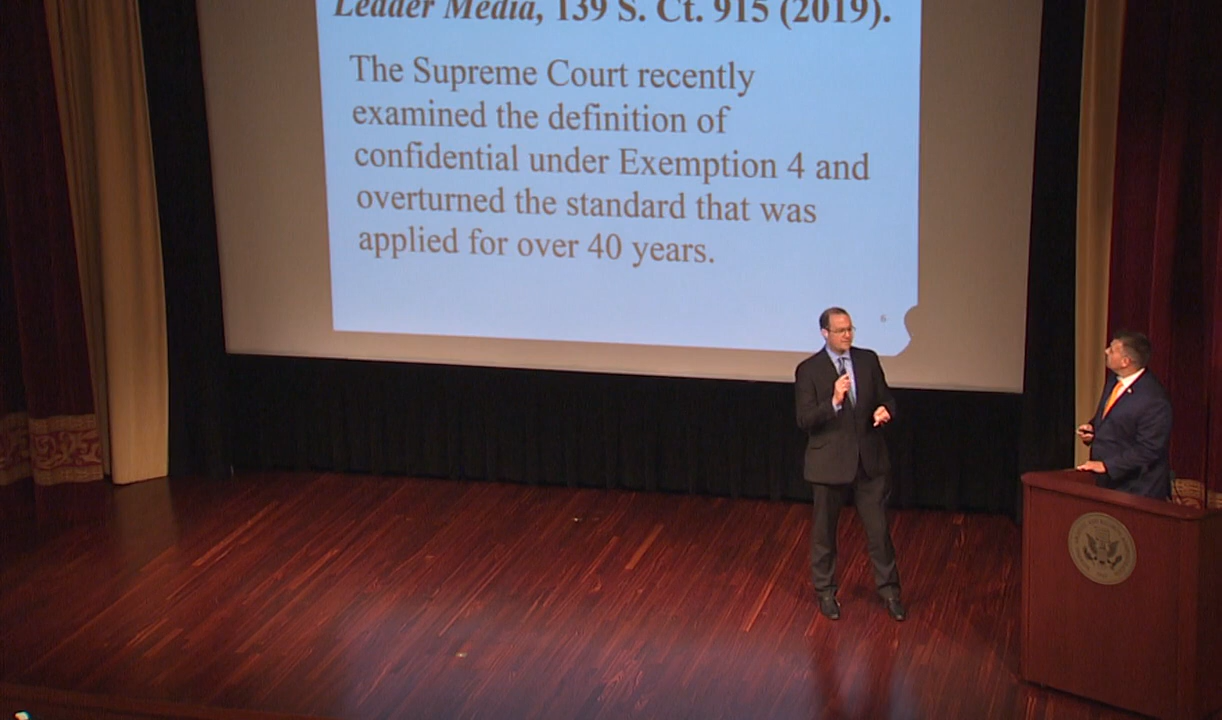 Leader Media, 139 S. Ct. 915 (2019).
The Supreme Court recently
examined the definition of
confidential under Exemption 4 and
overturned the standard that was
applied for over 40 years.
6